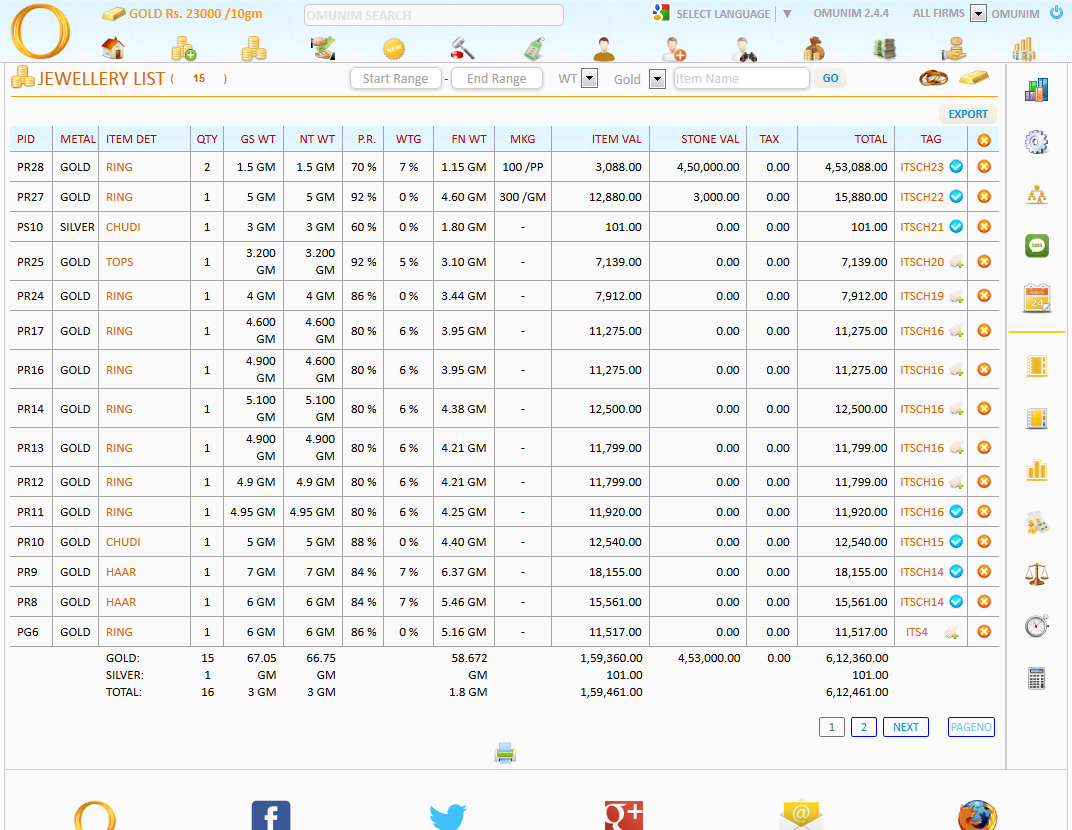 GOLD Rs. 23000 /10gm
OMUNIM SEARCH
SELECT LANGUAGE ▼
OMUNIM 2.4.4
ALL FIRMS
OMUNIM
NEW
JEWELLERY LIST ( 15 )
Start Range - End Range WT Gold Item Name GO
EXPORT
PID METAL ITEM DET QTY GS WT NT WT P.R. WTG FN WT MKG ITEM VAL STONE VAL TAX TOTAL TAG
PR28 GOLD RING 2 1.5 GM 1.5 GM 70 % 7 % 1.15 GM 100 /PP 3,088.00 4,50,000.00 0.00 4,53,088.00 ITSCH23
PR27 GOLD RING 1 5 GM 5 GM 92 % 0 % 4.60 GM 300 /GM 12,880.00 3,000.00 0.00 15,880.00 ITSCH22
PS10 SILVER CHUDI 1 3 GM 3 GM 60 % 0 % 1.80 GM - 101.00 0.00 0.00 101.00 ITSCH21
PR25 GOLD TOPS 1 3.200 GM 3.200 GM 92 % 5 % 3.10 GM - 7,139.00 0.00 0.00 7,139.00 ITSCH20
PR24 GOLD RING 1 4 GM 4 GM 86 % 0 % 3.44 GM - 7,912.00 0.00 0.00 7,912.00 ITSCH19
PR17 GOLD RING 1 4.600 GM 4.600 GM 80 % 6 % 3.95 GM - 11,275.00 0.00 0.00 11,275.00 ITSCH16
PR16 GOLD RING 1 4.900 GM 4.600 GM 80 % 6 % 3.95 GM - 11,275.00 0.00 0.00 11,275.00 ITSCH16
PR14 GOLD RING 1 5.100 GM 5.100 GM 80 % 6 % 4.38 GM - 12,500.00 0.00 0.00 12,500.00 ITSCH16
PR13 GOLD RING 1 4.900 GM 4.900 GM 80 % 6 % 4.21 GM - 11,799.00 0.00 0.00 11,799.00 ITSCH16
PR12 GOLD RING 1 4.9 GM 4.9 GM 80 % 6 % 4.21 GM - 11,799.00 0.00 0.00 11,799.00 ITSCH16
PR11 GOLD RING 1 4.95 GM 4.95 GM 80 % 6 % 4.25 GM - 11,920.00 0.00 0.00 11,920.00 ITSCH16
PR10 GOLD CHUDI 1 5 GM 5 GM 88 % 0 % 4.40 GM - 12,540.00 0.00 0.00 12,540.00 ITSCH15
PR9 GOLD HAAR 1 7 GM 7 GM 84 % 7 % 6.37 GM - 18,155.00 0.00 0.00 18,155.00 ITSCH14
PR8 GOLD HAAR 1 6 GM 6 GM 84 % 7 % 5.46 GM - 15,561.00 0.00 0.00 15,561.00 ITSCH14
PG6 GOLD RING 1 6 GM 6 GM 86 % 0 % 5.16 GM - 11,517.00 0.00 0.00 11,517.00 ITS4
GOLD: 15 67.05 66.75 58.672 1,59,360.00 4,53,000.00 0.00 6,12,360.00
SILVER: 1 GM GM GM 101.00 101.00
TOTAL: 16 3 GM 3 GM 1.8 GM 1,59,461.00 6,12,461.00
1 2 NEXT PAGENO
SMS
24
f
g+
@